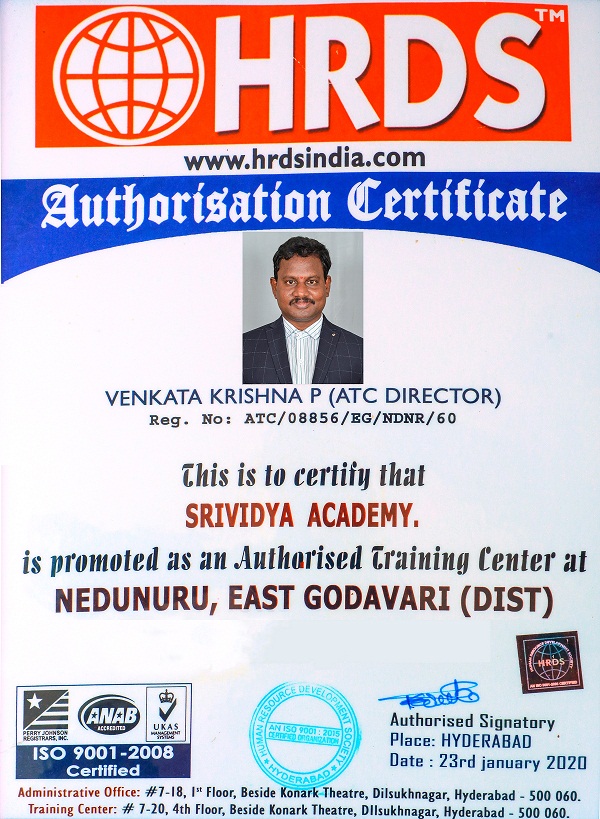 HRDS™
www.hrdsindia.com
Authorisation Certificate
VENKATA KRISHNA P (ATC DIRECTOR)
Reg. No: ATC/08856/EG/NDNR/60
This is to certify that
SRIVIDYA ACADEMY.
is promoted as an Authorised Training Center at
NEDUNURU, EAST GODAVARI (DIST)
HRDS
PERRY JOHNSON
REGISTRARS, INC.
ANAB
ACCREDITED
UKAS
MANAGEMENT
SYSTEMS
ISO 9001-2008
Certified
HUMAN RESOURCE DEVELOPMENT SOCIETY
AN ISO 9001 : 2015
CERTIFIED ORGANIZATION
HYDERABAD
Authorised Signatory
Place: HYDERABAD
Date : 23rd january 2020
Administrative Office: #7-18, 1st Floor, Beside Konark Theatre, Dilsukhnagar, Hyderabad - 500 060.
Training Center: # 7-20, 4th Floor, Beside Konark Theatre, Dilsukhnagar, Hyderabad - 500 060.